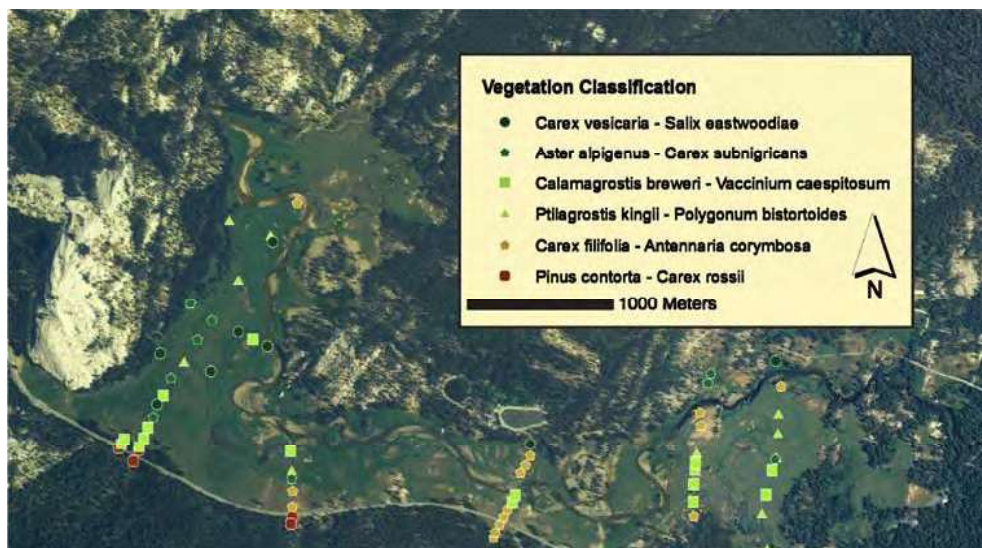 Vegetation Classification
Carex vesicaria - Salix eastwoodiae
Aster alpigenus - Carex subnigricans
Calamagrostis breweri - Vaccinium caespitosum
Ptilagrostis kingii - Polygonum bistortoides
Carex filifolia - Antennaria corymbosa
Pinus contorta - Carex rossii
1000 Meters
N